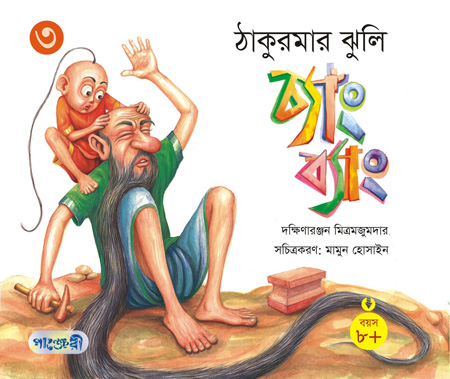 ৩
ঠাকুরমার ঝুলি
ব্যাং
ব্যাং
দক্ষিণারঞ্জন মিত্রমজুমদার
সচিত্রকরণ: মামুন হোসাইন
বয়স
৮+
পাঞ্জেরী